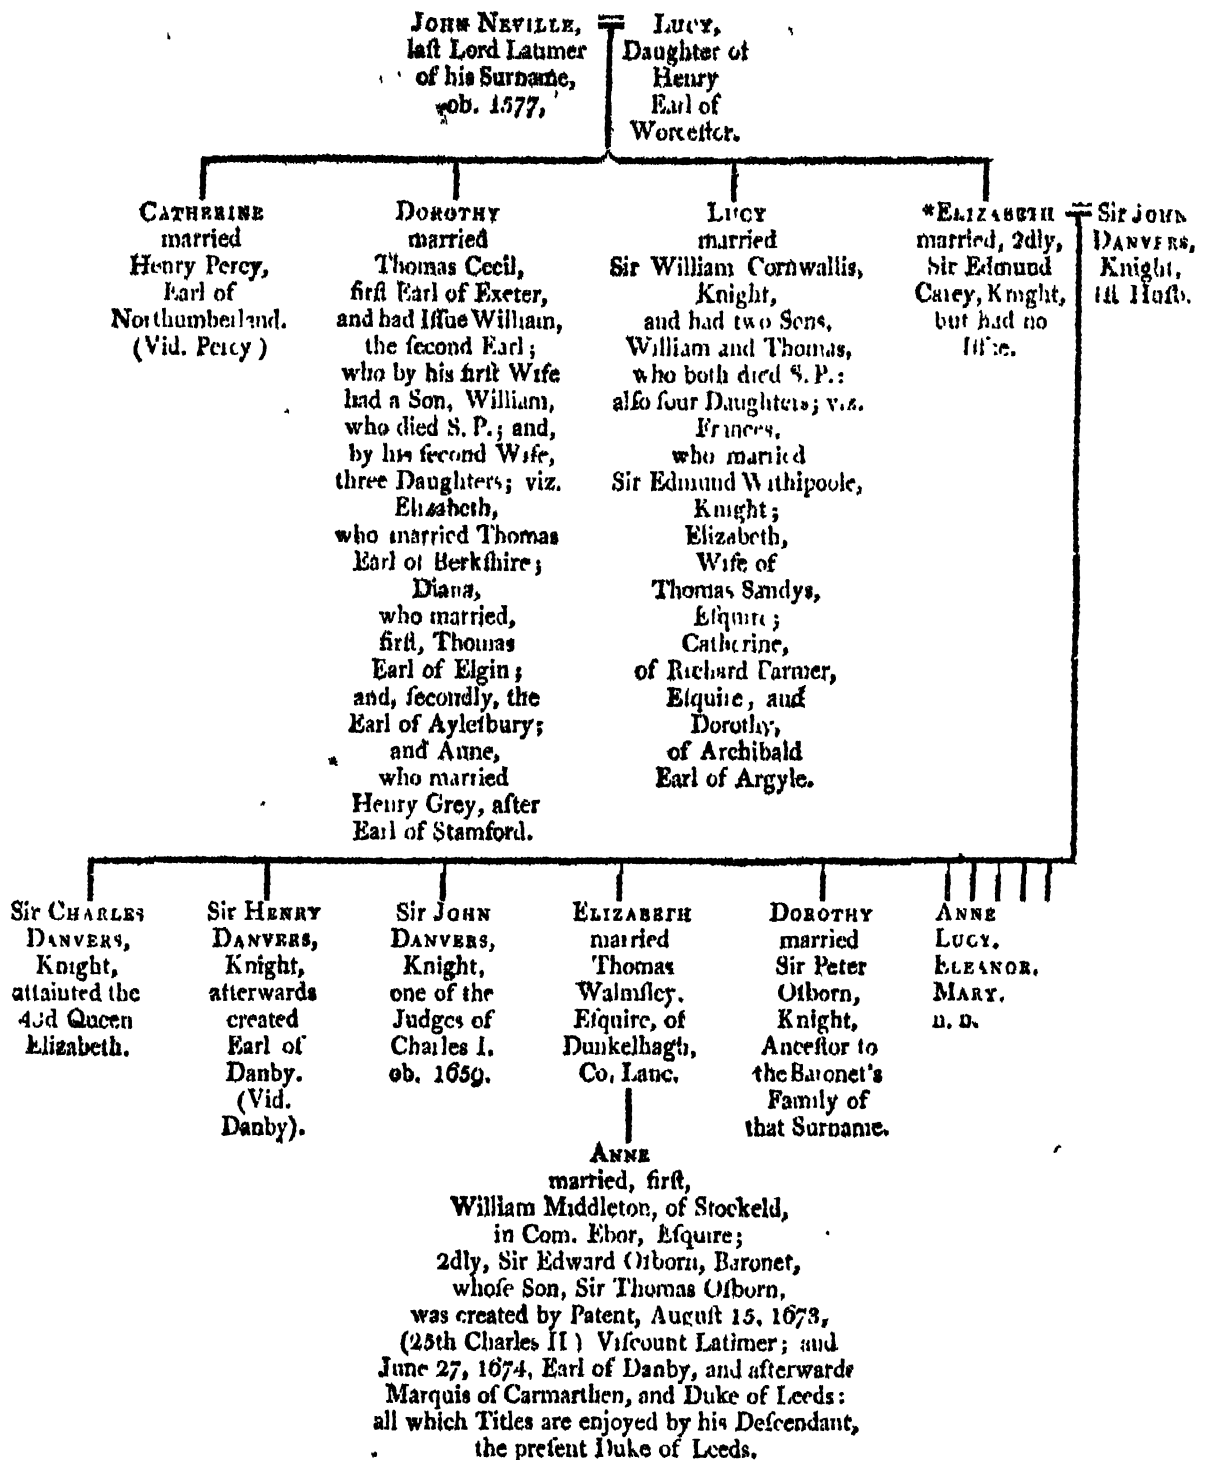 JOHN NEVILLE,
laſt Lord Latimer
of his Surname,
ob. 1577,
LUCY,
Daughter of
Henry
Earl of
Worceſter.
CATHERINE
married
Henry Percy,
Earl of
Northumberland.
(Vid. Percy)
DOROTHY
married
Thomas Cecil,
firſt Earl of Exeter,
and had Iſſue William,
the ſecond Earl;
who by his firſt Wife
had a Son, William,
who died S. P.; and,
by his ſecond Wife,
three Daughters; viz.
Elizabeth,
who married Thomas
Earl of Berkſhire;
Diana,
who married,
firſt, Thomas
Earl of Elgin;
and, ſecondly, the
Earl of Ayleſbury;
and Anne,
who married
Henry Grey, after
Earl of Stamford.
LUCY
married
Sir William Cornwallis,
Knight,
and had two Sons,
William and Thomas,
who both died S. P.:
alſo four Daughters; viz.
Frances,
who married
Sir Edmund Withipoole,
Knight;
Elizabeth,
Wife of
Thomas Sandys,
Eſquire;
Catherine,
of Richard Farmer,
Eſquire, and
Dorothy,
of Archibald
Earl of Argyle.
*ELIZABETH
married, 2dly,
Sir Edmund
Carey, Knight,
but had no
Iſſue.
Sir JOHN
DANVERS,
Knight,
1ſt Huſb.
Sir CHARLES
DANVERS,
Knight,
attainted the
43d Queen
Elizabeth.
Sir HENRY
DANVERS,
Knight,
afterwards
created
Earl of
Danby.
(Vid.
Danby).
Sir JOHN
DANVERS,
Knight,
one of the
Judges of
Charles I.
ob. 1659.
ELIZABETH
married
Thomas
Walmſley,
Eſquire, of
Dunkelhagh,
Co. Lanc.
DOROTHY
married
Sir Peter
Oſborn,
Knight,
Anceſtor to
the Baronet's
Family of
that Surname.
ANNE
LUCY.
ELEANOR.
MARY.
ANNE
married, firſt,
William Middleton, of Stockeld,
in Com. Ebor, Eſquire;
2dly, Sir Edward Oſborn, Baronet,
whoſe Son, Sir Thomas Oſborn,
was created by Patent, Auguſt 15, 1673,
(25th Charles II) Viſcount Latimer; and
June 27, 1674, Earl of Danby, and afterwards
Marquis of Carmarthen, and Duke of Leeds:
all which Titles are enjoyed by his Deſcendant,
the preſent Duke of Leeds.